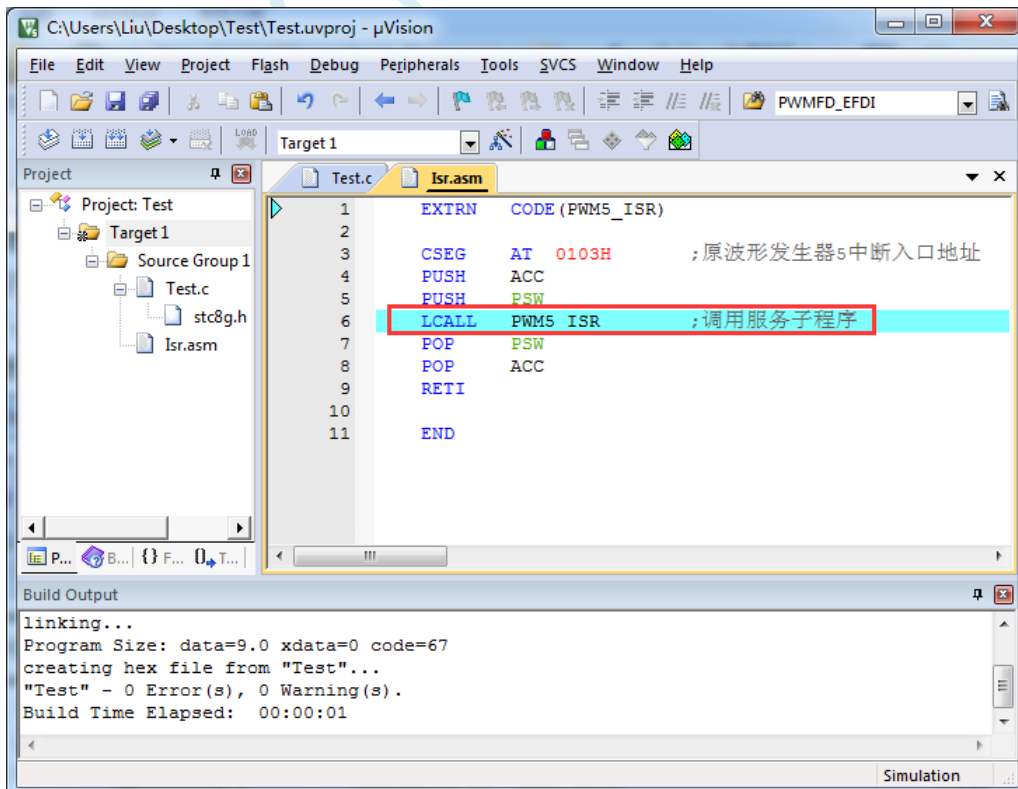 C:\Users\Liu\Desktop\Test\Test.uvproj - µVision
File Edit View Project Flash Debug Peripherals Tools SVCS Window Help
PWMFD_EFDI
LOAD Target 1
Project
Test.c Isr.asm
Project: Test
Target 1
Source Group 1
Test.c
stc8g.h
Isr.asm
1 EXTRN CODE(PWM5_ISR)
2
3 CSEG AT 0103H ;原波形发生器5中断入口地址
4 PUSH ACC
5 PUSH PSW
6 LCALL PWM5_ISR ;调用服务子程序
7 POP PSW
8 POP ACC
9 RETI
10
11 END
P... B... {} F... 0 T...
Build Output
linking...
Program Size: data=9.0 xdata=0 code=67
creating hex file from "Test"...
"Test" - 0 Error(s), 0 Warning(s).
Build Time Elapsed: 00:00:01
Simulation